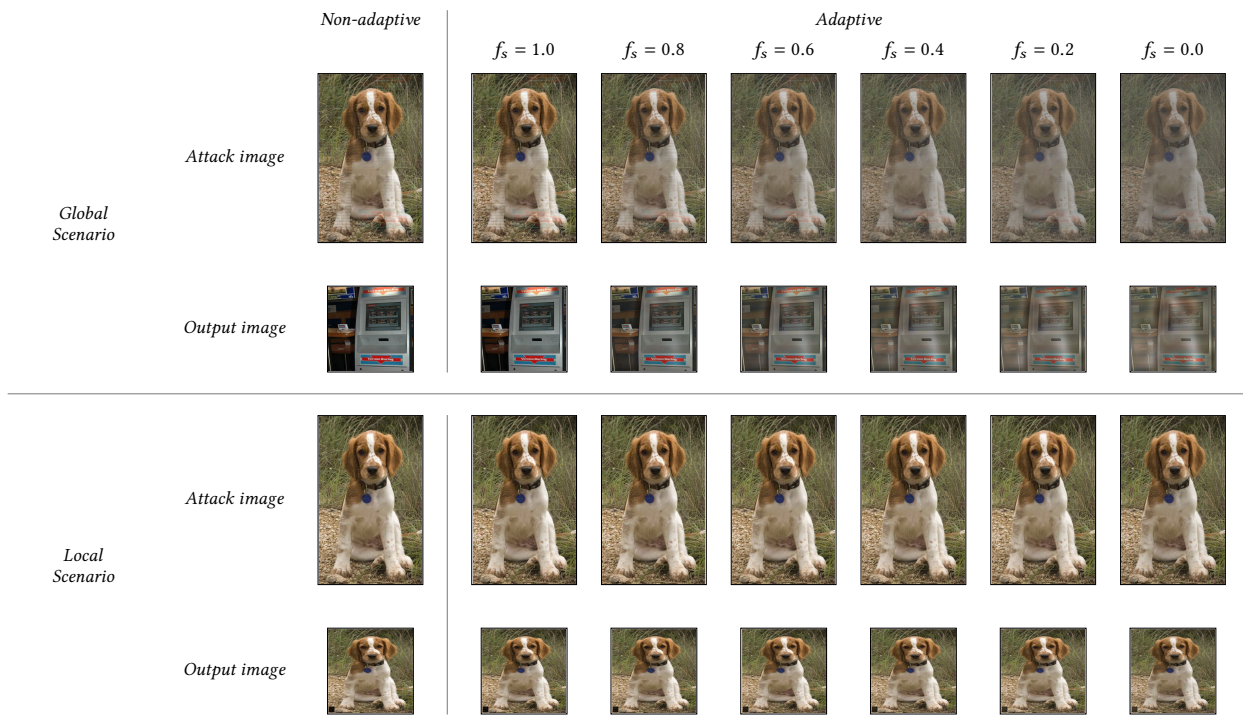 Non-adaptive
Adaptive
fₛ = 1.0
fₛ = 0.8
fₛ = 0.6
fₛ = 0.4
fₛ = 0.2
fₛ = 0.0
Attack image
Global
Scenario
Output image
Attack image
Local
Scenario
Output image